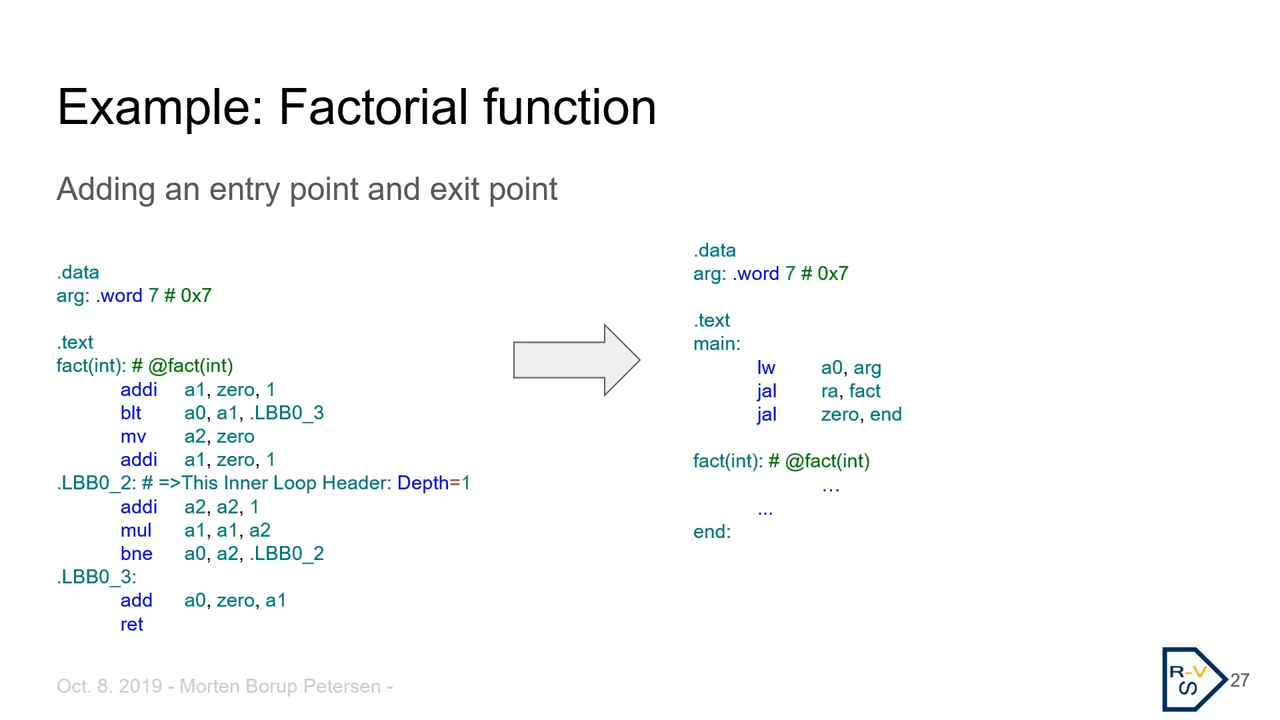 Example: Factorial function
Adding an entry point and exit point
.data
arg: .word 7 # 0x7
.text
fact(int): # @fact(int)
addi a1, zero, 1
blt a0, a1, .LBB0_3
mv a2, zero
addi a1, zero, 1
.LBB0_2: # =>This Inner Loop Header: Depth=1
addi a2, a2, 1
mul a1, a1, a2
bne a0, a2, .LBB0_2
.LBB0_3:
add a0, zero, a1
ret
.data
arg: .word 7 # 0x7
.text
main:
lw a0, arg
jal ra, fact
jal zero, end
fact(int): # @fact(int)
…
...
end:
Oct. 8. 2019 - Morten Borup Petersen -
R-V
S
27